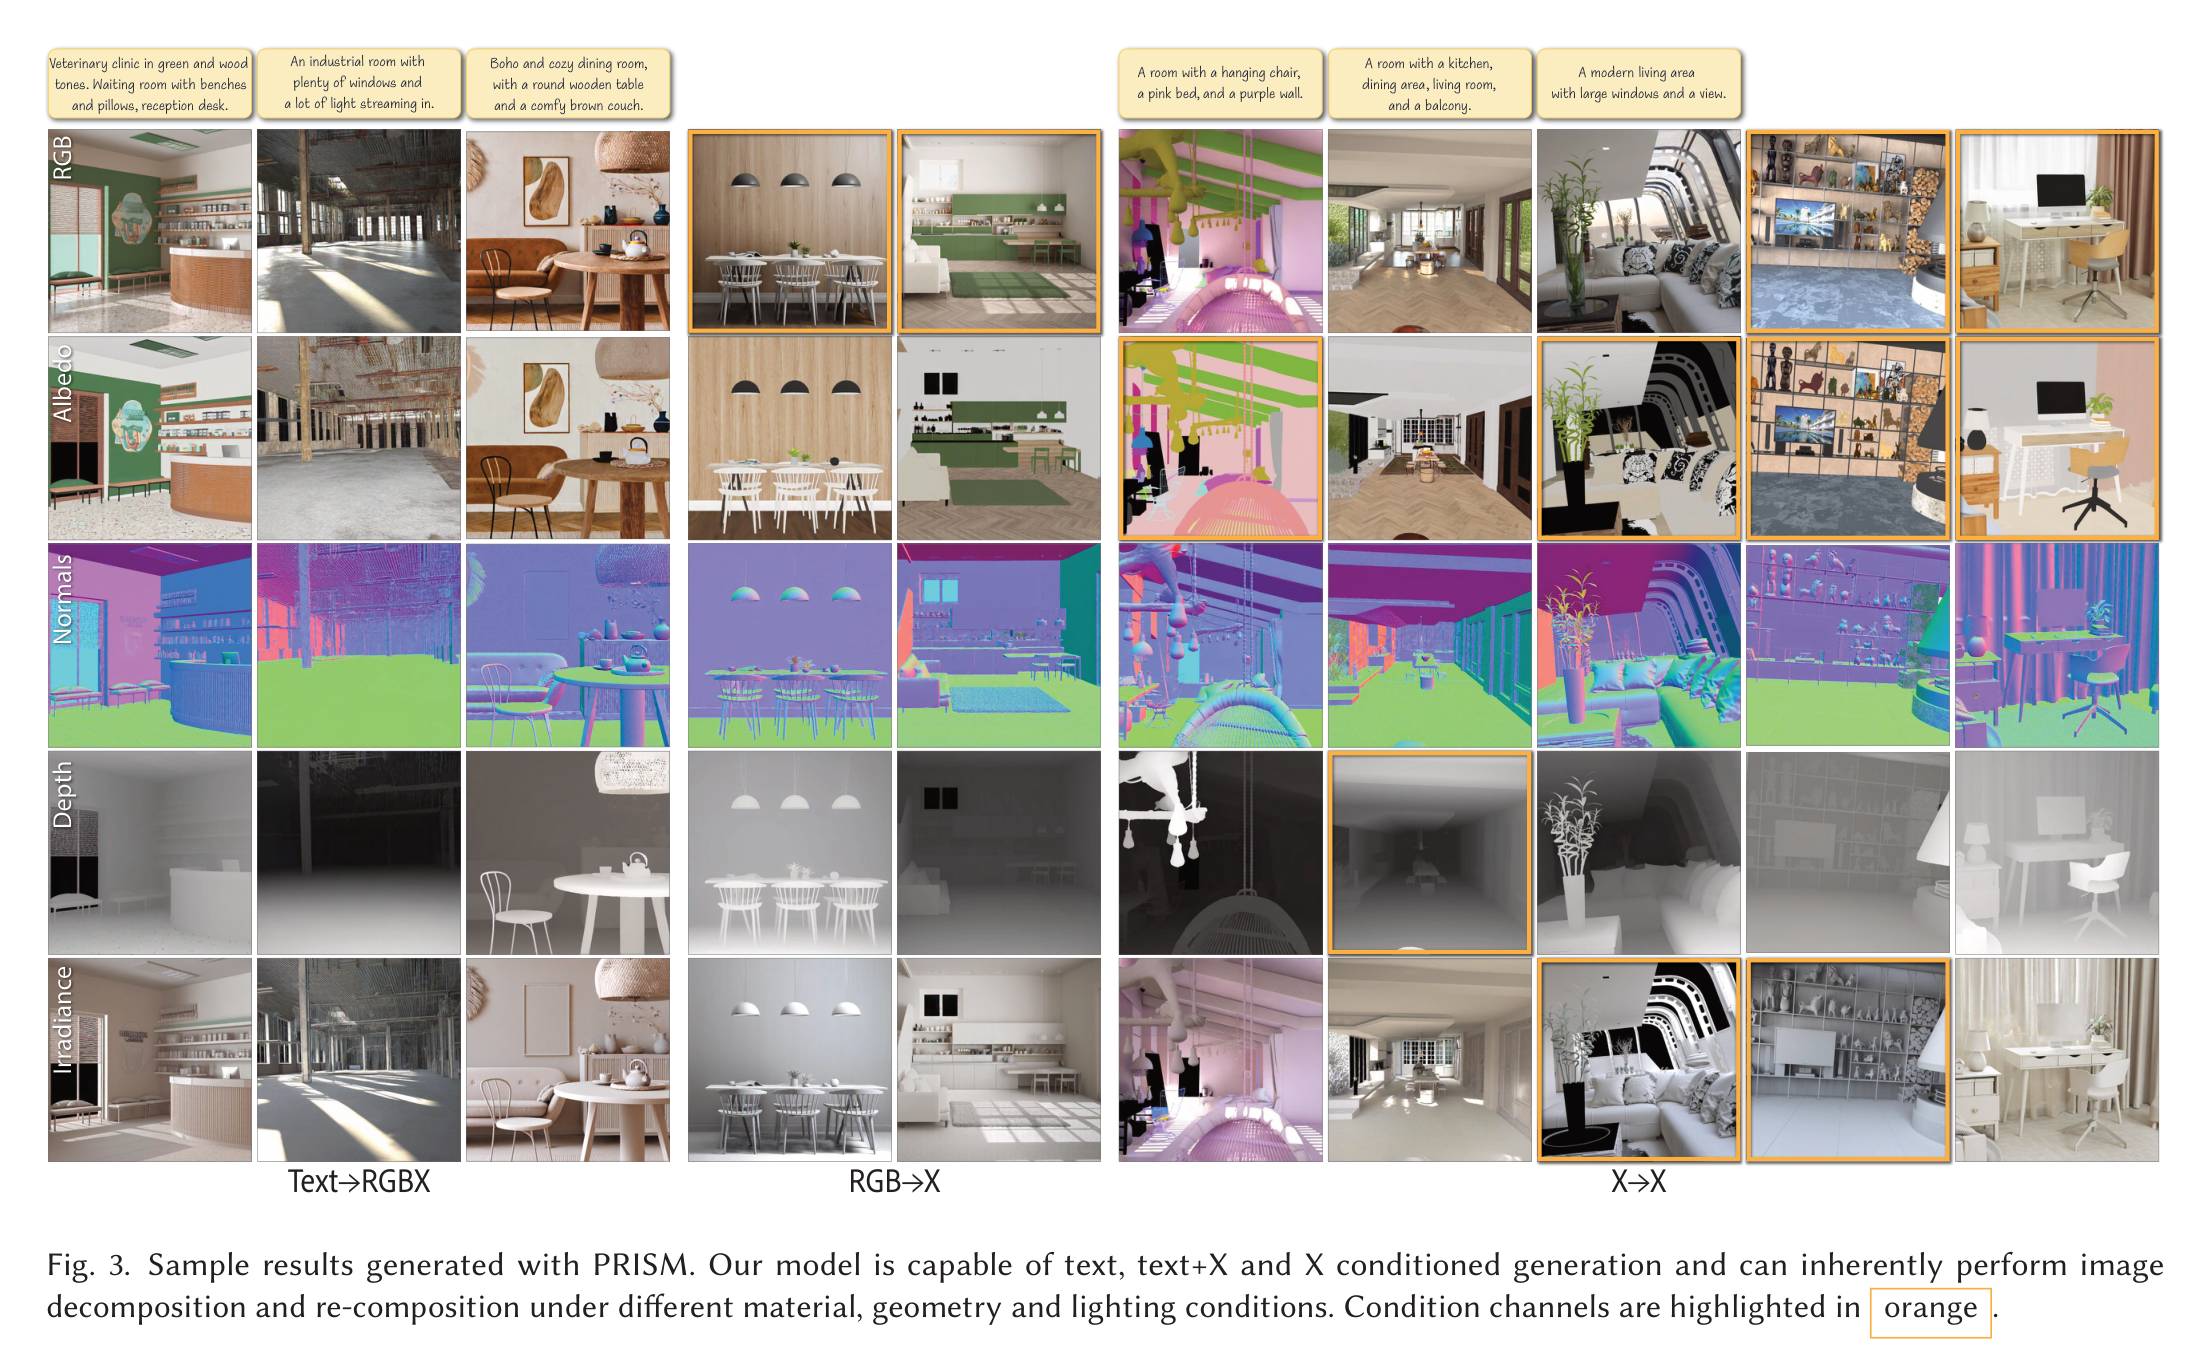 Veterinary clinic in green and wood
tones. Waiting room with benches
and pillows, reception desk.
An industrial room with
plenty of windows and
a lot of light streaming in.
Boho and cozy dining room,
with a round wooden table
and a comfy brown couch.
A room with a hanging chair,
a pink bed, and a purple wall.
A room with a kitchen,
dining area, living room,
and a balcony.
A modern living area
with large windows and a view.
RGB
Albedo
Normals
Depth
Irradiance
Text→RGBX
RGB→X
X→X
Fig. 3. Sample results generated with PRISM. Our model is capable of text, text+X and X conditioned generation and can inherently perform image
decomposition and re-composition under different material, geometry and lighting conditions. Condition channels are highlighted in orange .